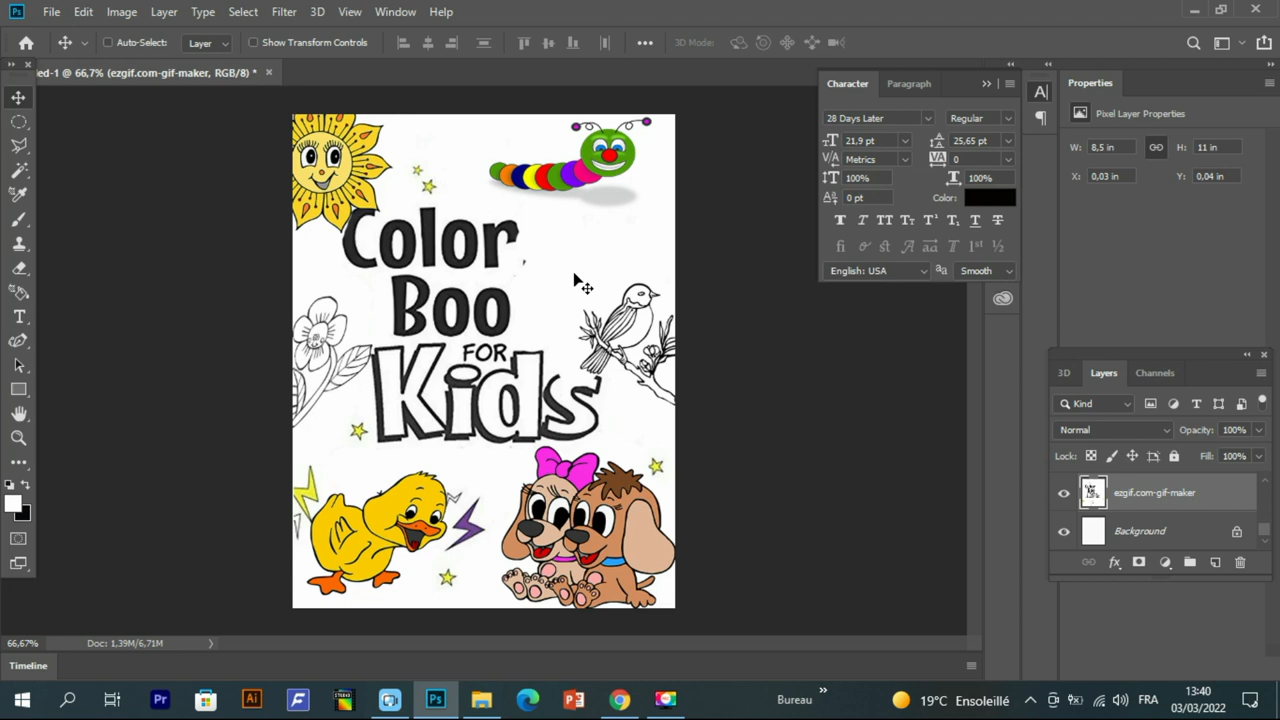 Ps File Edit Image Layer Type Select Filter 3D View Window Help
Auto-Select: Layer Show Transform Controls ••• 3D Mode:
ed-1 @ 66,7% (ezgif.com-gif-maker, RGB/8) *
Character Paragraph
28 Days Later Regular
21,9 pt 25,65 pt
Metrics 0
100% 100%
0 pt Color:
English: USA aa Smooth
Properties
Pixel Layer Properties
W: 8,5 in H: 11 in
X: 0,03 in Y: 0,04 in
Color
Boo
FOR
Kids
3D Layers Channels
Kind
Normal Opacity: 100%
Lock: Fill: 100%
ezgif.com-gif-maker
Background
66,67% Doc: 1,39M/6,71M
Timeline
Pr Ai Ps Bureau 19°C Ensoleillé FRA 13:40
03/03/2022